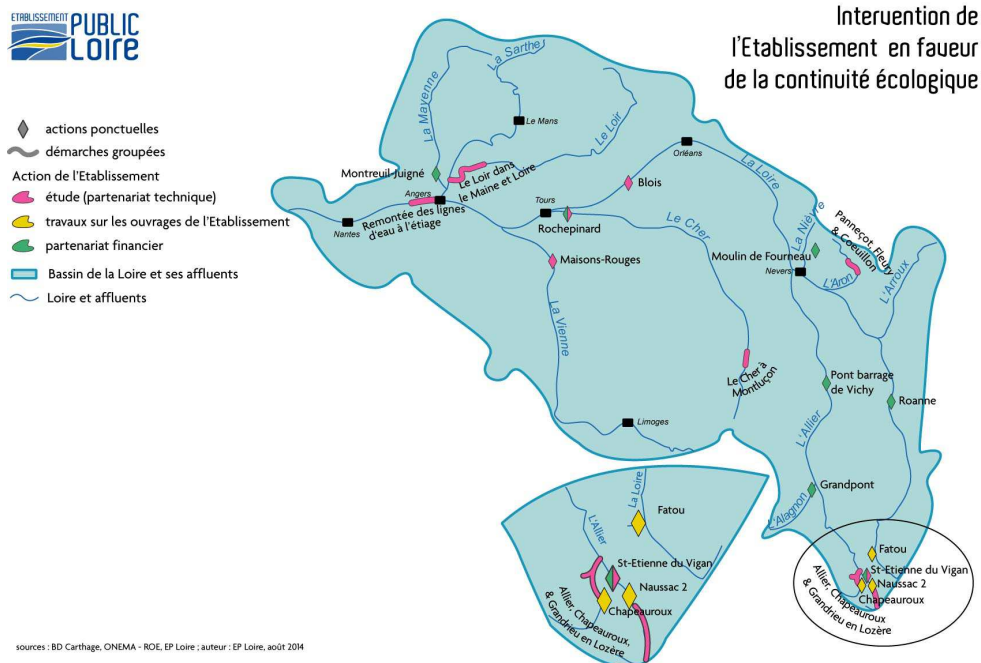 ETABLISSEMENT
PUBLIC
LOIRE
Intervention de
l'Etablissement en faveur
de la continuité écologique
actions ponctuelles
démarches groupées
Action de l'Etablissement
étude (partenariat technique)
travaux sur les ouvrages de l'Etablissement
partenariat financier
Bassin de la Loire et ses affluents
Loire et affluents
La Sarthe
La Mayenne
Le Mans
Le Loir
Montreuil-Juigné
Le Loir dans
le Maine et Loire
Angers
Nantes
Remontée des lignes
d'eau à l'étiage
Orléans
La Loire
Blois
Tours
Rochepinard
Le Cher
Maisons-Rouges
La Vienne
La Nièvre
Moulin de Fourneau
Nevers
Panneçot, Fleury
& Coeuillon
L'Aron
L'Arroux
Le Cher à
Montluçon
Pont barrage
de Vichy
Roanne
Limoges
L'Allier
Grandpont
L'Alagnon
Fatou
St-Etienne du Vigan
Naussac 2
Chapeauroux
Allier, Chapeauroux
& Grandrieu en Lozère
La Loire
L'Allier
Fatou
St-Etienne du Vigan
Naussac 2
Chapeauroux
Allier, Chapeauroux,
& Grandrieu en Lozère
sources : BD Carthage, ONEMA - ROE, EP Loire ; auteur : EP Loire, août 2014